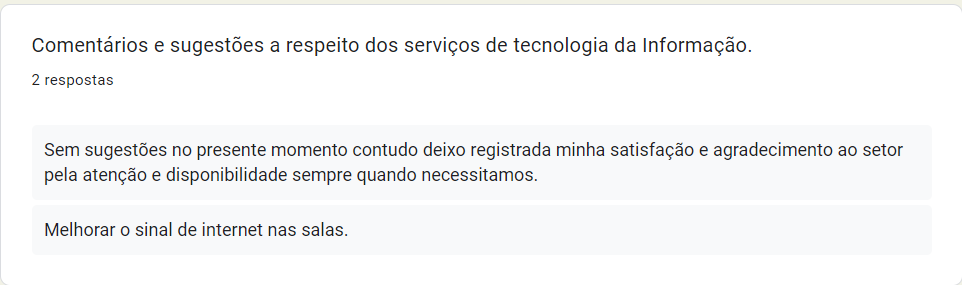 Comentários e sugestões a respeito dos serviços de tecnologia da Informação.
2 respostas
Sem sugestões no presente momento contudo deixo registrada minha satisfação e agradecimento ao setor
pela atenção e disponibilidade sempre quando necessitamos.
Melhorar o sinal de internet nas salas.